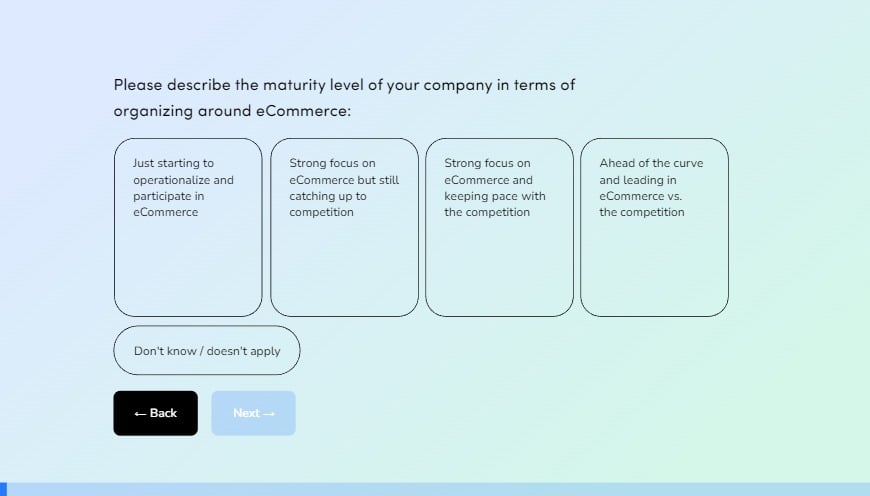 Please describe the maturity level of your company in terms of
organizing around eCommerce:
Just starting to
operationalize and
participate in
eCommerce
Strong focus on
eCommerce but still
catching up to
competition
Strong focus on
eCommerce and
keeping pace with
the competition
Ahead of the curve
and leading in
eCommerce vs.
the competition
Don't know / doesn't apply
← Back
Next →